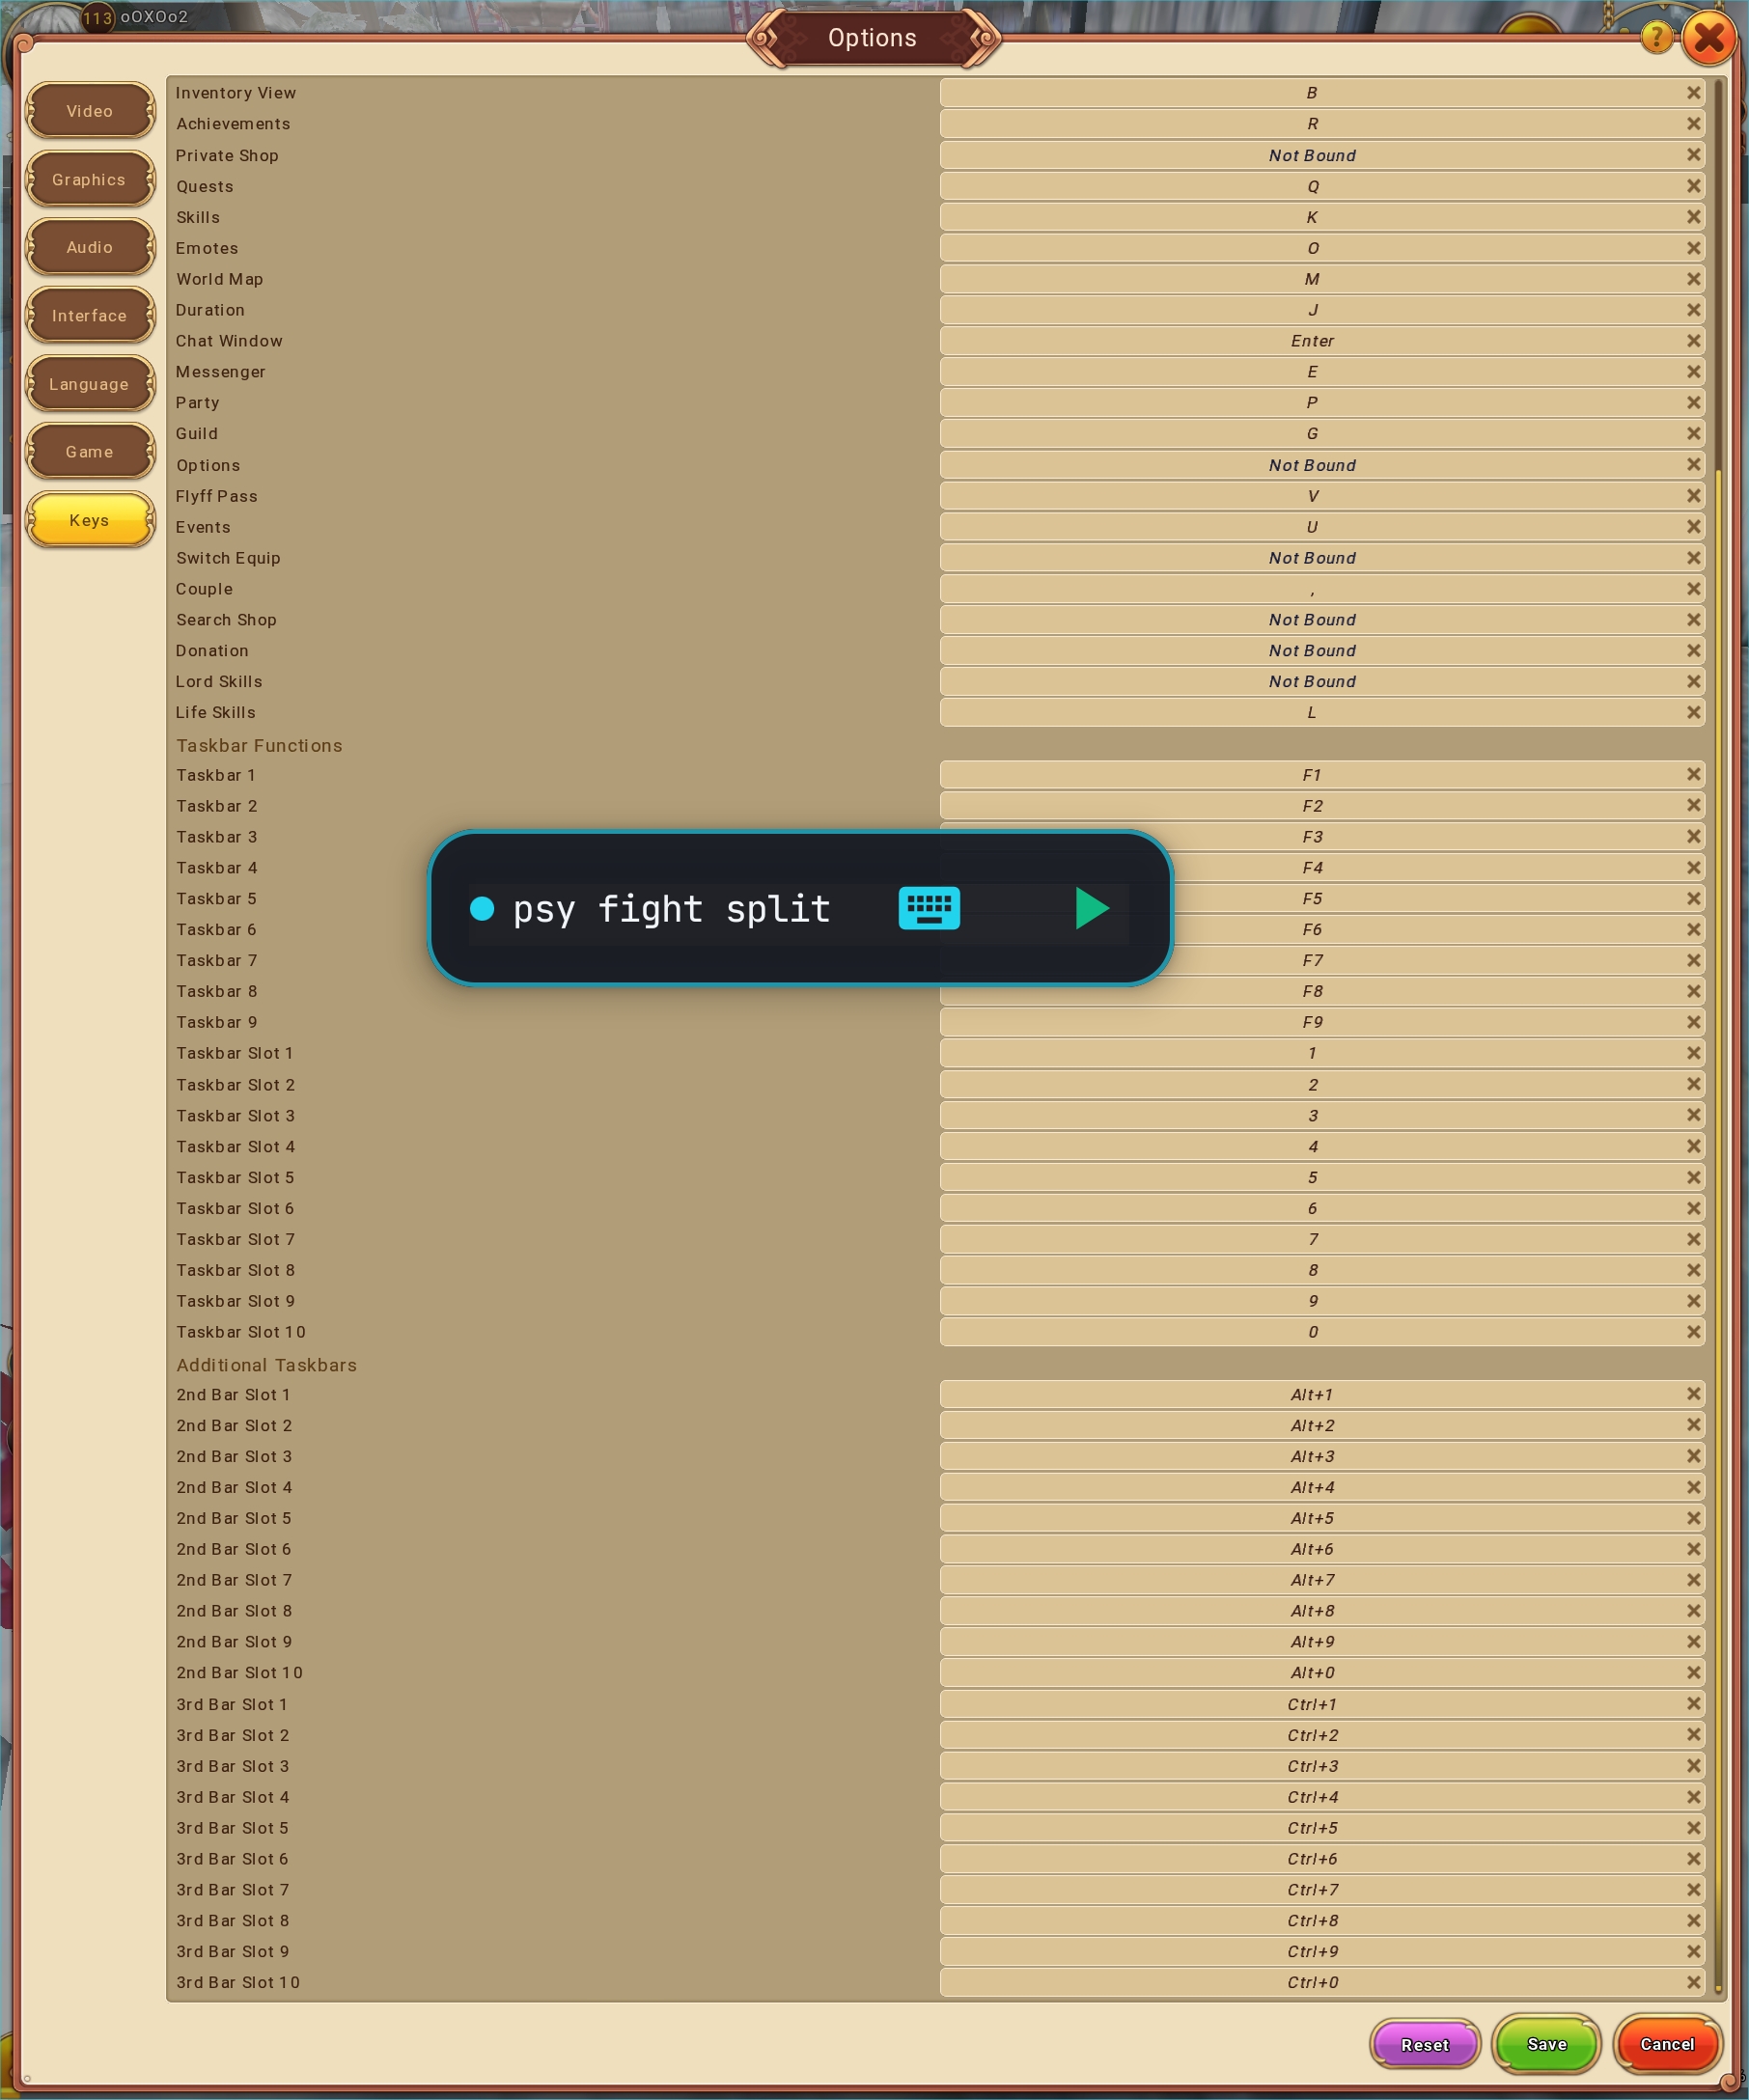 113 oOXOo2
Options
?
Video
Graphics
Audio
Interface
Language
Game
Keys
Inventory View B
Achievements R
Private Shop Not Bound
Quests Q
Skills K
Emotes O
World Map M
Duration J
Chat Window Enter
Messenger E
Party P
Guild G
Options Not Bound
Flyff Pass V
Events U
Switch Equip Not Bound
Couple ,
Search Shop Not Bound
Donation Not Bound
Lord Skills Not Bound
Life Skills L
Taskbar Functions
Taskbar 1 F1
Taskbar 2 F2
Taskbar 3 F3
Taskbar 4 F4
Taskbar 5 F5
psy fight split
Taskbar 6 F6
Taskbar 7 F7
Taskbar 8 F8
Taskbar 9 F9
Taskbar Slot 1 1
Taskbar Slot 2 2
Taskbar Slot 3 3
Taskbar Slot 4 4
Taskbar Slot 5 5
Taskbar Slot 6 6
Taskbar Slot 7 7
Taskbar Slot 8 8
Taskbar Slot 9 9
Taskbar Slot 10 0
Additional Taskbars
2nd Bar Slot 1 Alt+1
2nd Bar Slot 2 Alt+2
2nd Bar Slot 3 Alt+3
2nd Bar Slot 4 Alt+4
2nd Bar Slot 5 Alt+5
2nd Bar Slot 6 Alt+6
2nd Bar Slot 7 Alt+7
2nd Bar Slot 8 Alt+8
2nd Bar Slot 9 Alt+9
2nd Bar Slot 10 Alt+0
3rd Bar Slot 1 Ctrl+1
3rd Bar Slot 2 Ctrl+2
3rd Bar Slot 3 Ctrl+3
3rd Bar Slot 4 Ctrl+4
3rd Bar Slot 5 Ctrl+5
3rd Bar Slot 6 Ctrl+6
3rd Bar Slot 7 Ctrl+7
3rd Bar Slot 8 Ctrl+8
3rd Bar Slot 9 Ctrl+9
3rd Bar Slot 10 Ctrl+0
Reset Save Cancel